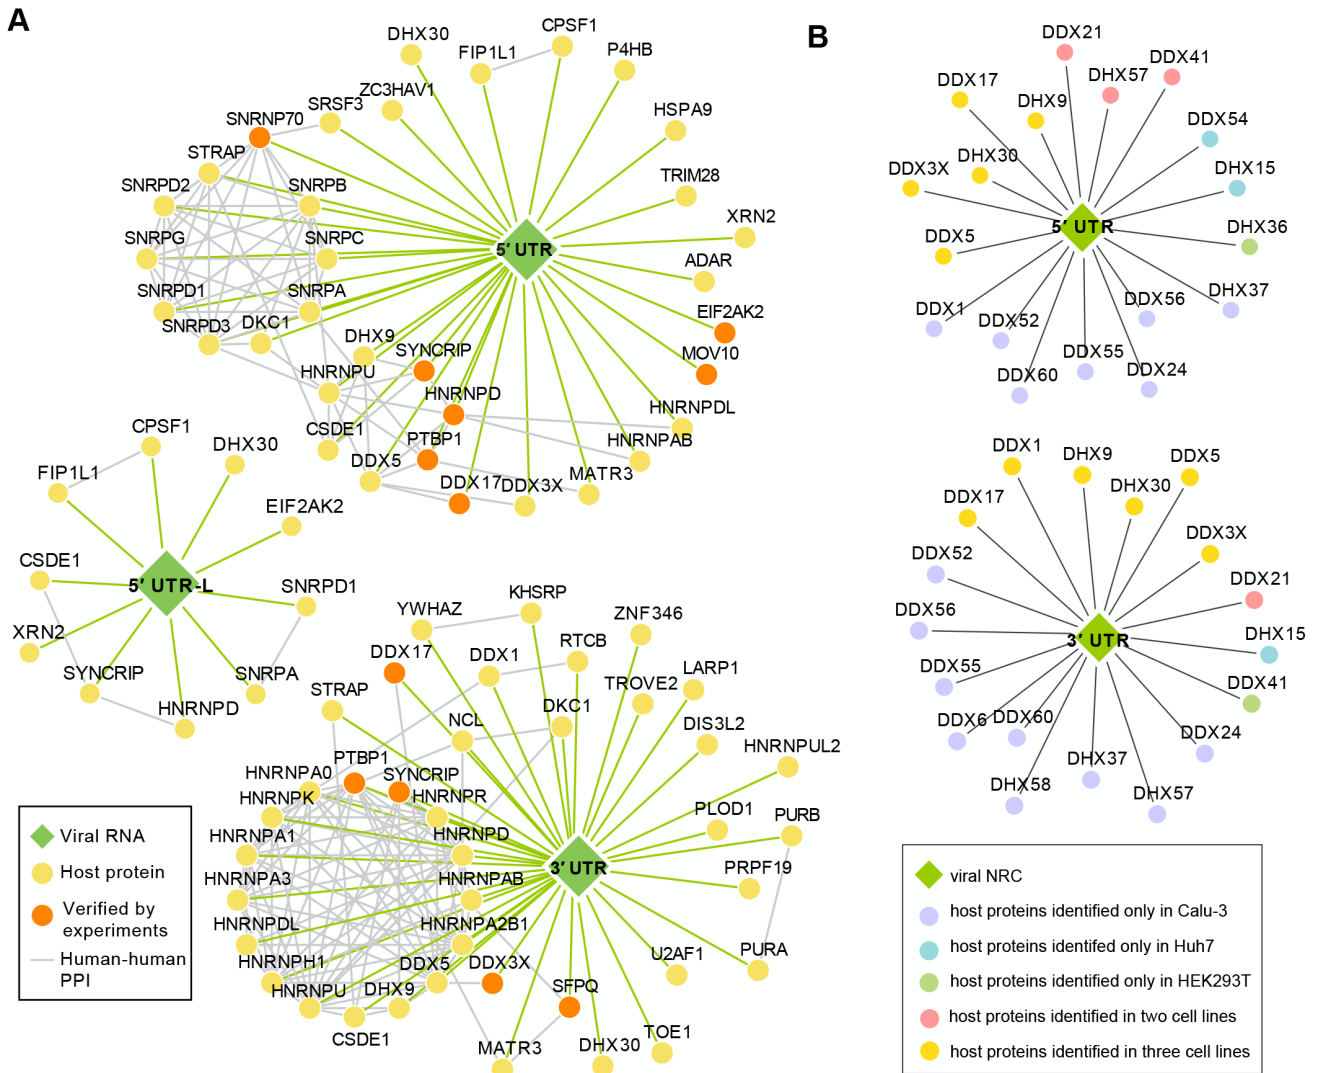 A
DHX30
CPSF1
FIP1L1
P4HB
ZC3HAV1
SRSF3
HSPA9
SNRNP70
STRAP
TRIM28
SNRPD2
SNRPB
XRN2
SNRPG
SNRPC
5′ UTR
ADAR
SNRPD1
SNRPA
EIF2AK2
SNRPD3
DKC1
DHX9
SYNCRIP
MOV10
HNRNPU
HNRNPD
HNRNPDL
CSDE1
PTBP1
HNRNPAB
DDX5
MATR3
DDX17
DDX3X
CPSF1
DHX30
FIP1L1
EIF2AK2
CSDE1
5′ UTR-L
SNRPD1
XRN2
SYNCRIP
SNRPA
HNRNPD
YWHAZ
KHSRP
ZNF346
DDX17
DDX1
RTCB
LARP1
STRAP
TROVE2
NCL
DKC1
DIS3L2
HNRNPUL2
PTBP1
HNRNPA0
SYNCRIP
HNRNPK
HNRNPR
PLOD1
PURB
HNRNPA1
HNRNPD
3′ UTR
PRPF19
HNRNPA3
HNRNPAB
HNRNPDL
HNRNPA2B1
U2AF1
PURA
HNRNPH1
DDX5
DDX3X
HNRNPU
DHX9
SFPQ
CSDE1
MATR3
DHX30
TOE1
Viral RNA
Host protein
Verified by
experiments
Human-human
PPI
B
DDX21
DDX41
DHX57
DDX17
DHX9
DDX54
DHX30
DDX3X
DHX15
5′ UTR
DHX36
DDX5
DHX37
DDX1
DDX56
DDX52
DDX55
DDX60
DDX24
DDX1
DHX9
DDX5
DHX30
DDX17
DDX3X
DDX52
DDX21
DDX56
3′ UTR
DHX15
DDX55
DDX41
DDX6
DDX60
DDX24
DHX37
DHX58
DHX57
viral NRC
host proteins identified only in Calu-3
host proteins identifed only in Huh7
host proteins identified only in HEK293T
host proteins identified in two cell lines
host proteins identified in three cell lines